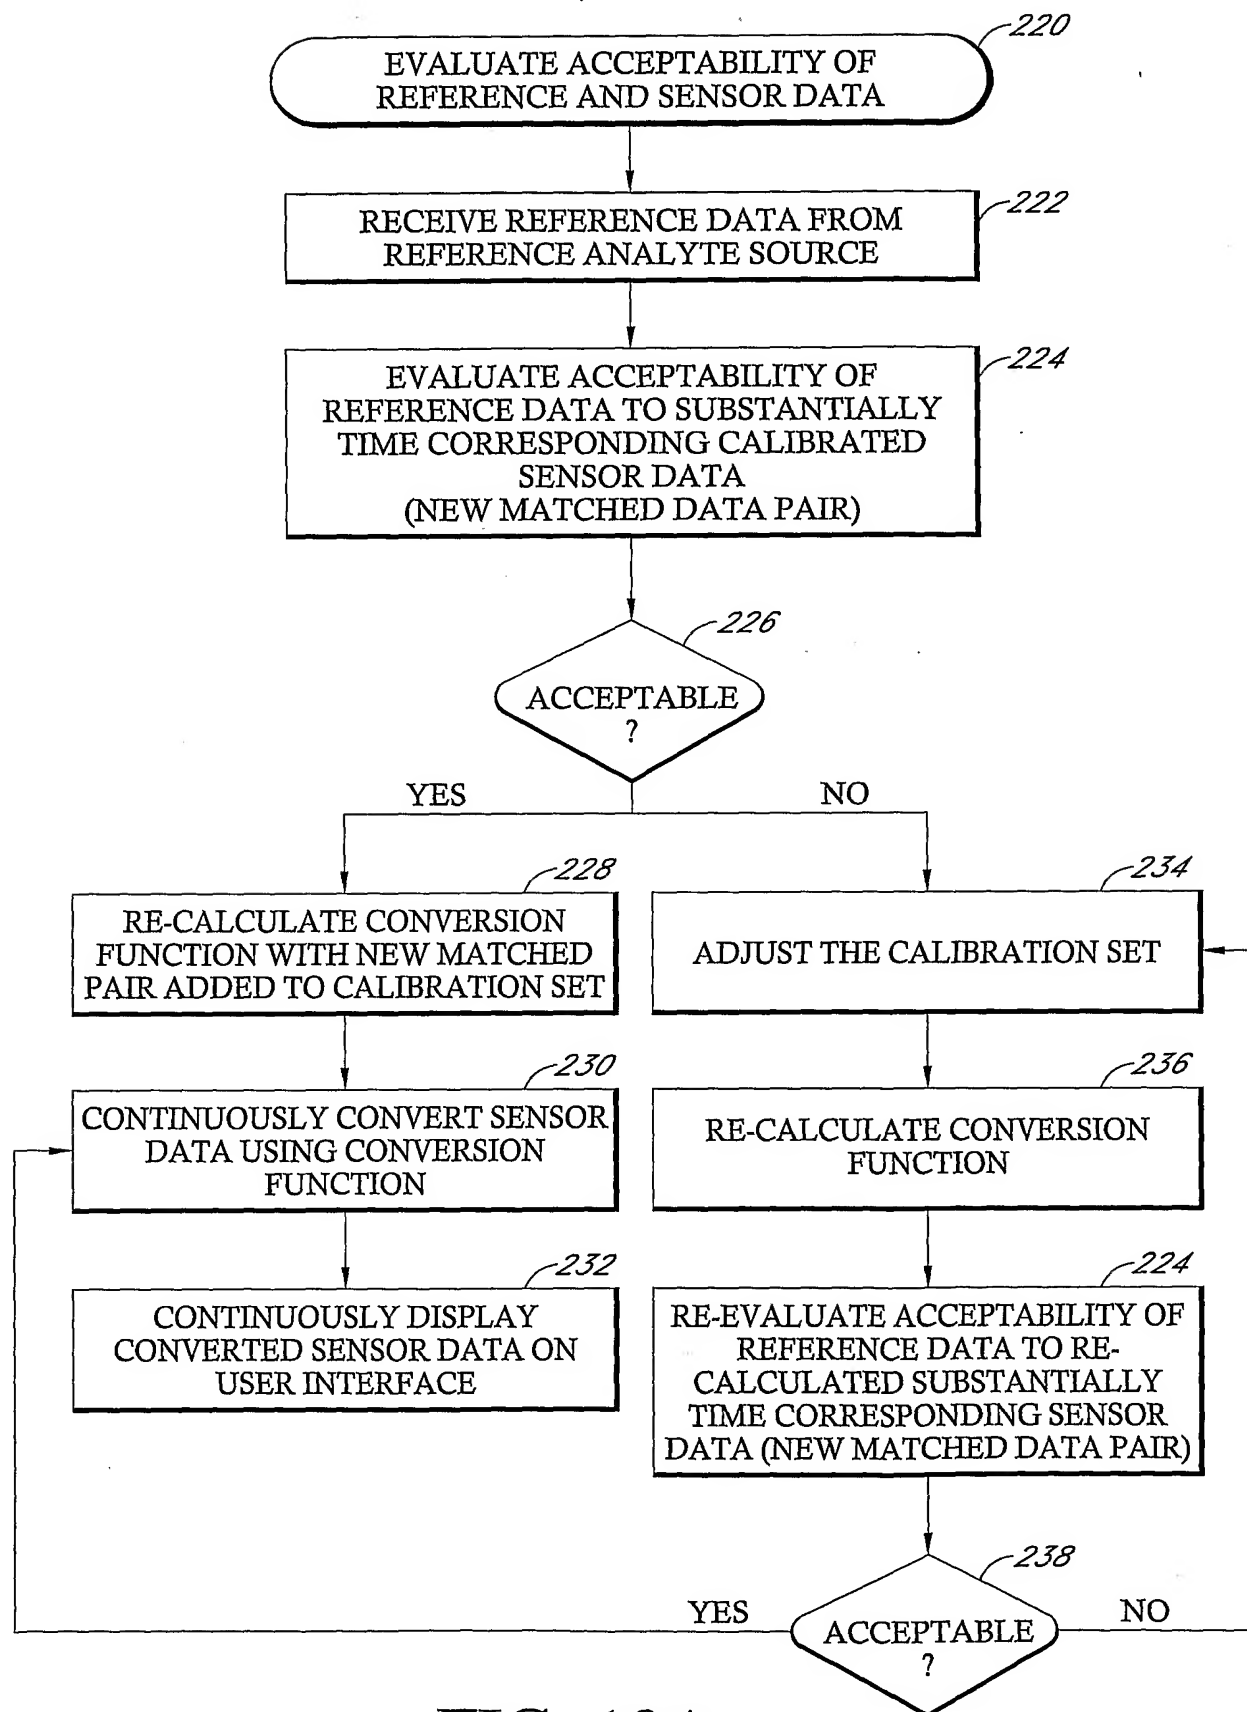 220
EVALUATE ACCEPTABILITY OF
REFERENCE AND SENSOR DATA
222
RECEIVE REFERENCE DATA FROM
REFERENCE ANALYTE SOURCE
224
EVALUATE ACCEPTABILITY OF
REFERENCE DATA TO SUBSTANTIALLY
TIME CORRESPONDING CALIBRATED
SENSOR DATA
(NEW MATCHED DATA PAIR)
226
ACCEPTABLE
?
YES
NO
228
RE-CALCULATE CONVERSION
FUNCTION WITH NEW MATCHED
PAIR ADDED TO CALIBRATION SET
234
ADJUST THE CALIBRATION SET
230
CONTINUOUSLY CONVERT SENSOR
DATA USING CONVERSION
FUNCTION
236
RE-CALCULATE CONVERSION
FUNCTION
232
CONTINUOUSLY DISPLAY
CONVERTED SENSOR DATA ON
USER INTERFACE
224
RE-EVALUATE ACCEPTABILITY OF
REFERENCE DATA TO RE-
CALCULATED SUBSTANTIALLY
TIME CORRESPONDING SENSOR
DATA (NEW MATCHED DATA PAIR)
238
YES
ACCEPTABLE
?
NO